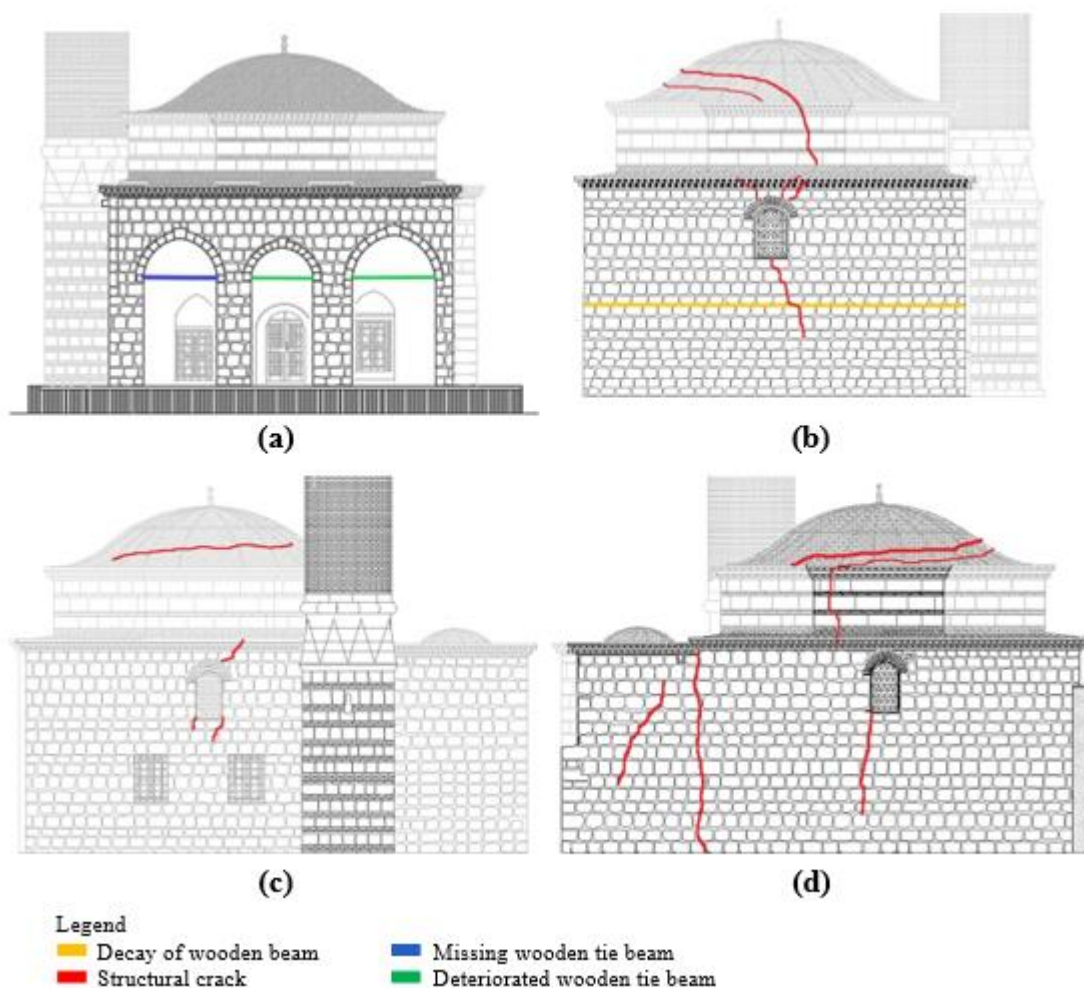 (a)
(b)
(c)
(d)
Legend
Decay of wooden beam
Missing wooden tie beam
Structural crack
Deteriorated wooden tie beam